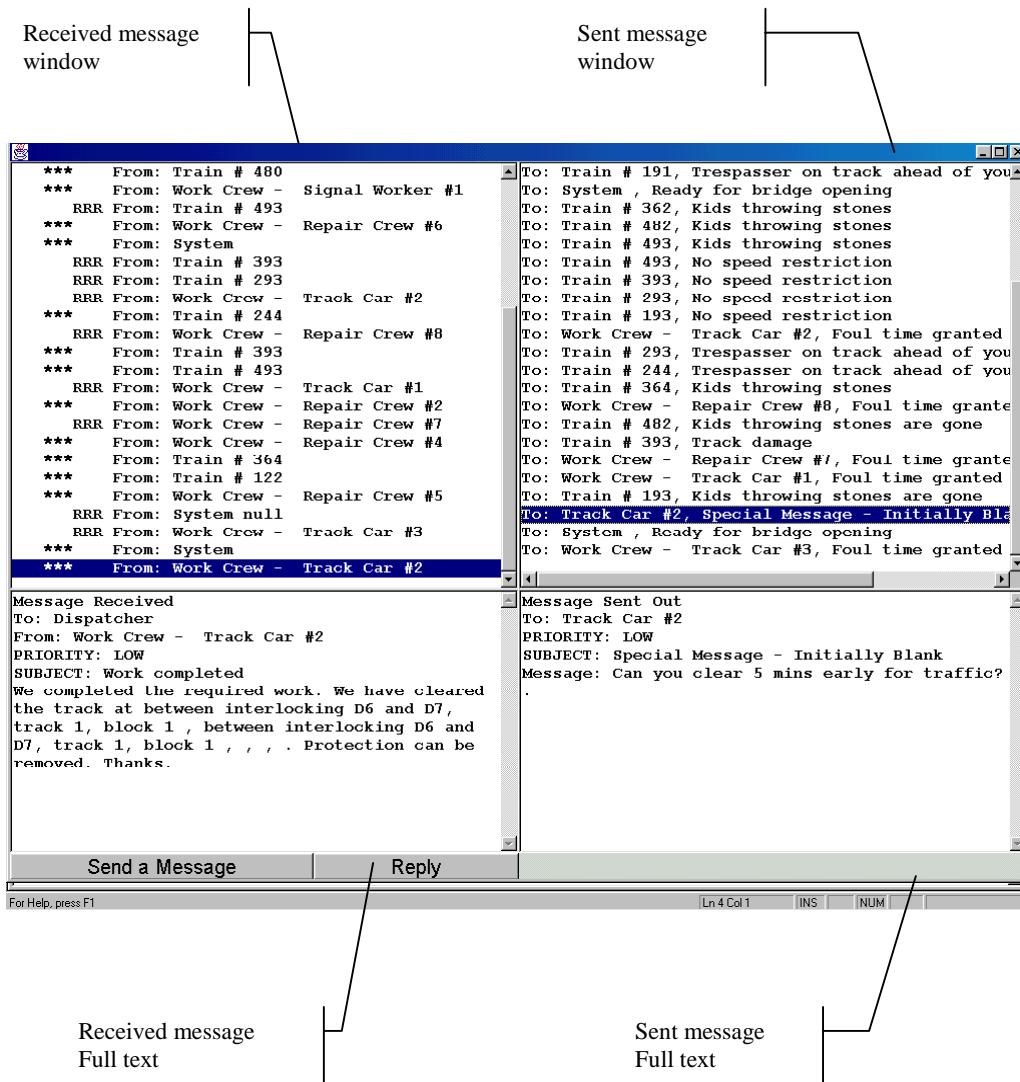 Received message
window
Sent message
window
*** From: Train # 480
*** From: Work Crew - Signal Worker #1
RRR From: Train # 493
*** From: Work Crew - Repair Crew #6
*** From: System
RRR From: Train # 393
RRR From: Train # 293
RRR From: Work Crew - Track Car #2
*** From: Train # 244
RRR From: Work Crew - Repair Crew #8
*** From: Train # 393
*** From: Train # 493
RRR From: Work Crew - Track Car #1
*** From: Work Crew - Repair Crew #2
RRR From: Work Crew - Repair Crew #7
*** From: Work Crew - Repair Crew #4
*** From: Train # 364
*** From: Train # 122
*** From: Work Crew - Repair Crew #5
RRR From: System null
RRR From: Work Crew - Track Car #3
*** From: System
*** From: Work Crew - Track Car #2
To: Train # 191, Trespasser on track ahead of you
To: System , Ready for bridge opening
To: Train # 362, Kids throwing stones
To: Train # 482, Kids throwing stones
To: Train # 493, Kids throwing stones
To: Train # 493, No speed restriction
To: Train # 393, No speed restriction
To: Train # 293, No speed restriction
To: Train # 193, No speed restriction
To: Work Crew - Track Car #2, Foul time granted
To: Train # 293, Trespasser on track ahead of you
To: Train # 244, Trespasser on track ahead of you
To: Train # 364, Kids throwing stones
To: Work Crew - Repair Crew #8, Foul time grante
To: Train # 482, Kids throwing stones are gone
To: Train # 393, Track damage
To: Work Crew - Repair Crew #7, Foul time grante
To: Work Crew - Track Car #1, Foul time granted
To: Train # 193, Kids throwing stones are gone
To: Track Car #2, Special Message - Initially Bla
To: System , Ready for bridge opening
To: Work Crew - Track Car #3, Foul time granted
Message Received
To: Dispatcher
From: Work Crew - Track Car #2
PRIORITY: LOW
SUBJECT: Work completed
We completed the required work. We have cleared
the track at between interlocking D6 and D7,
track 1, block 1 , between interlocking D6 and
D7, track 1, block 1 , , , . Protection can be
removed. Thanks.
Message Sent Out
To: Track Car #2
PRIORITY: LOW
SUBJECT: Special Message - Initially Blank
Message: Can you clear 5 mins early for traffic?
.
Send a Message
Reply
For Help, press F1
Ln 4 Col 1
INS
NUM
Received message
Full text
Sent message
Full text